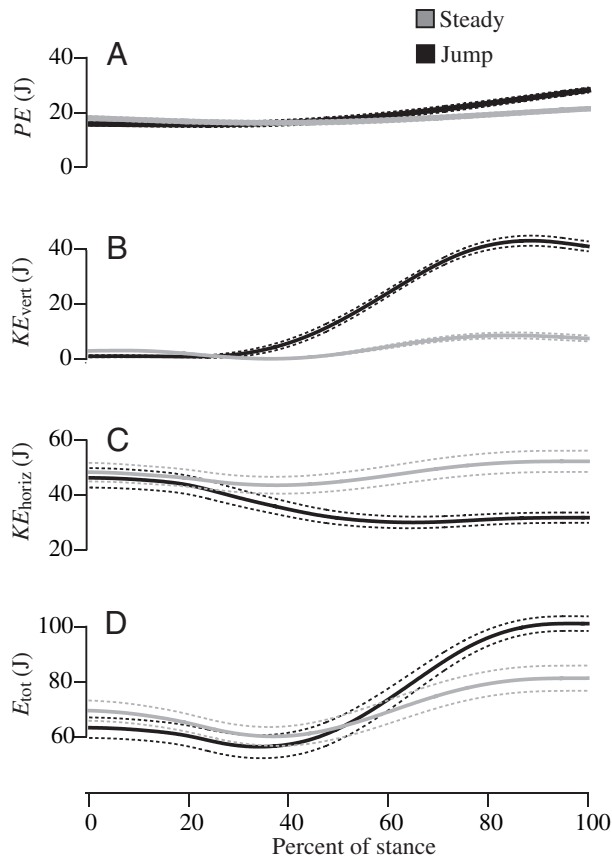 Steady
Jump
A
PE (J)
40
20
0
B
KEvert (J)
40
20
0
C
KEhoriz (J)
60
40
20
D
Etot (J)
100
80
60
0 20 40 60 80 100
Percent of stance